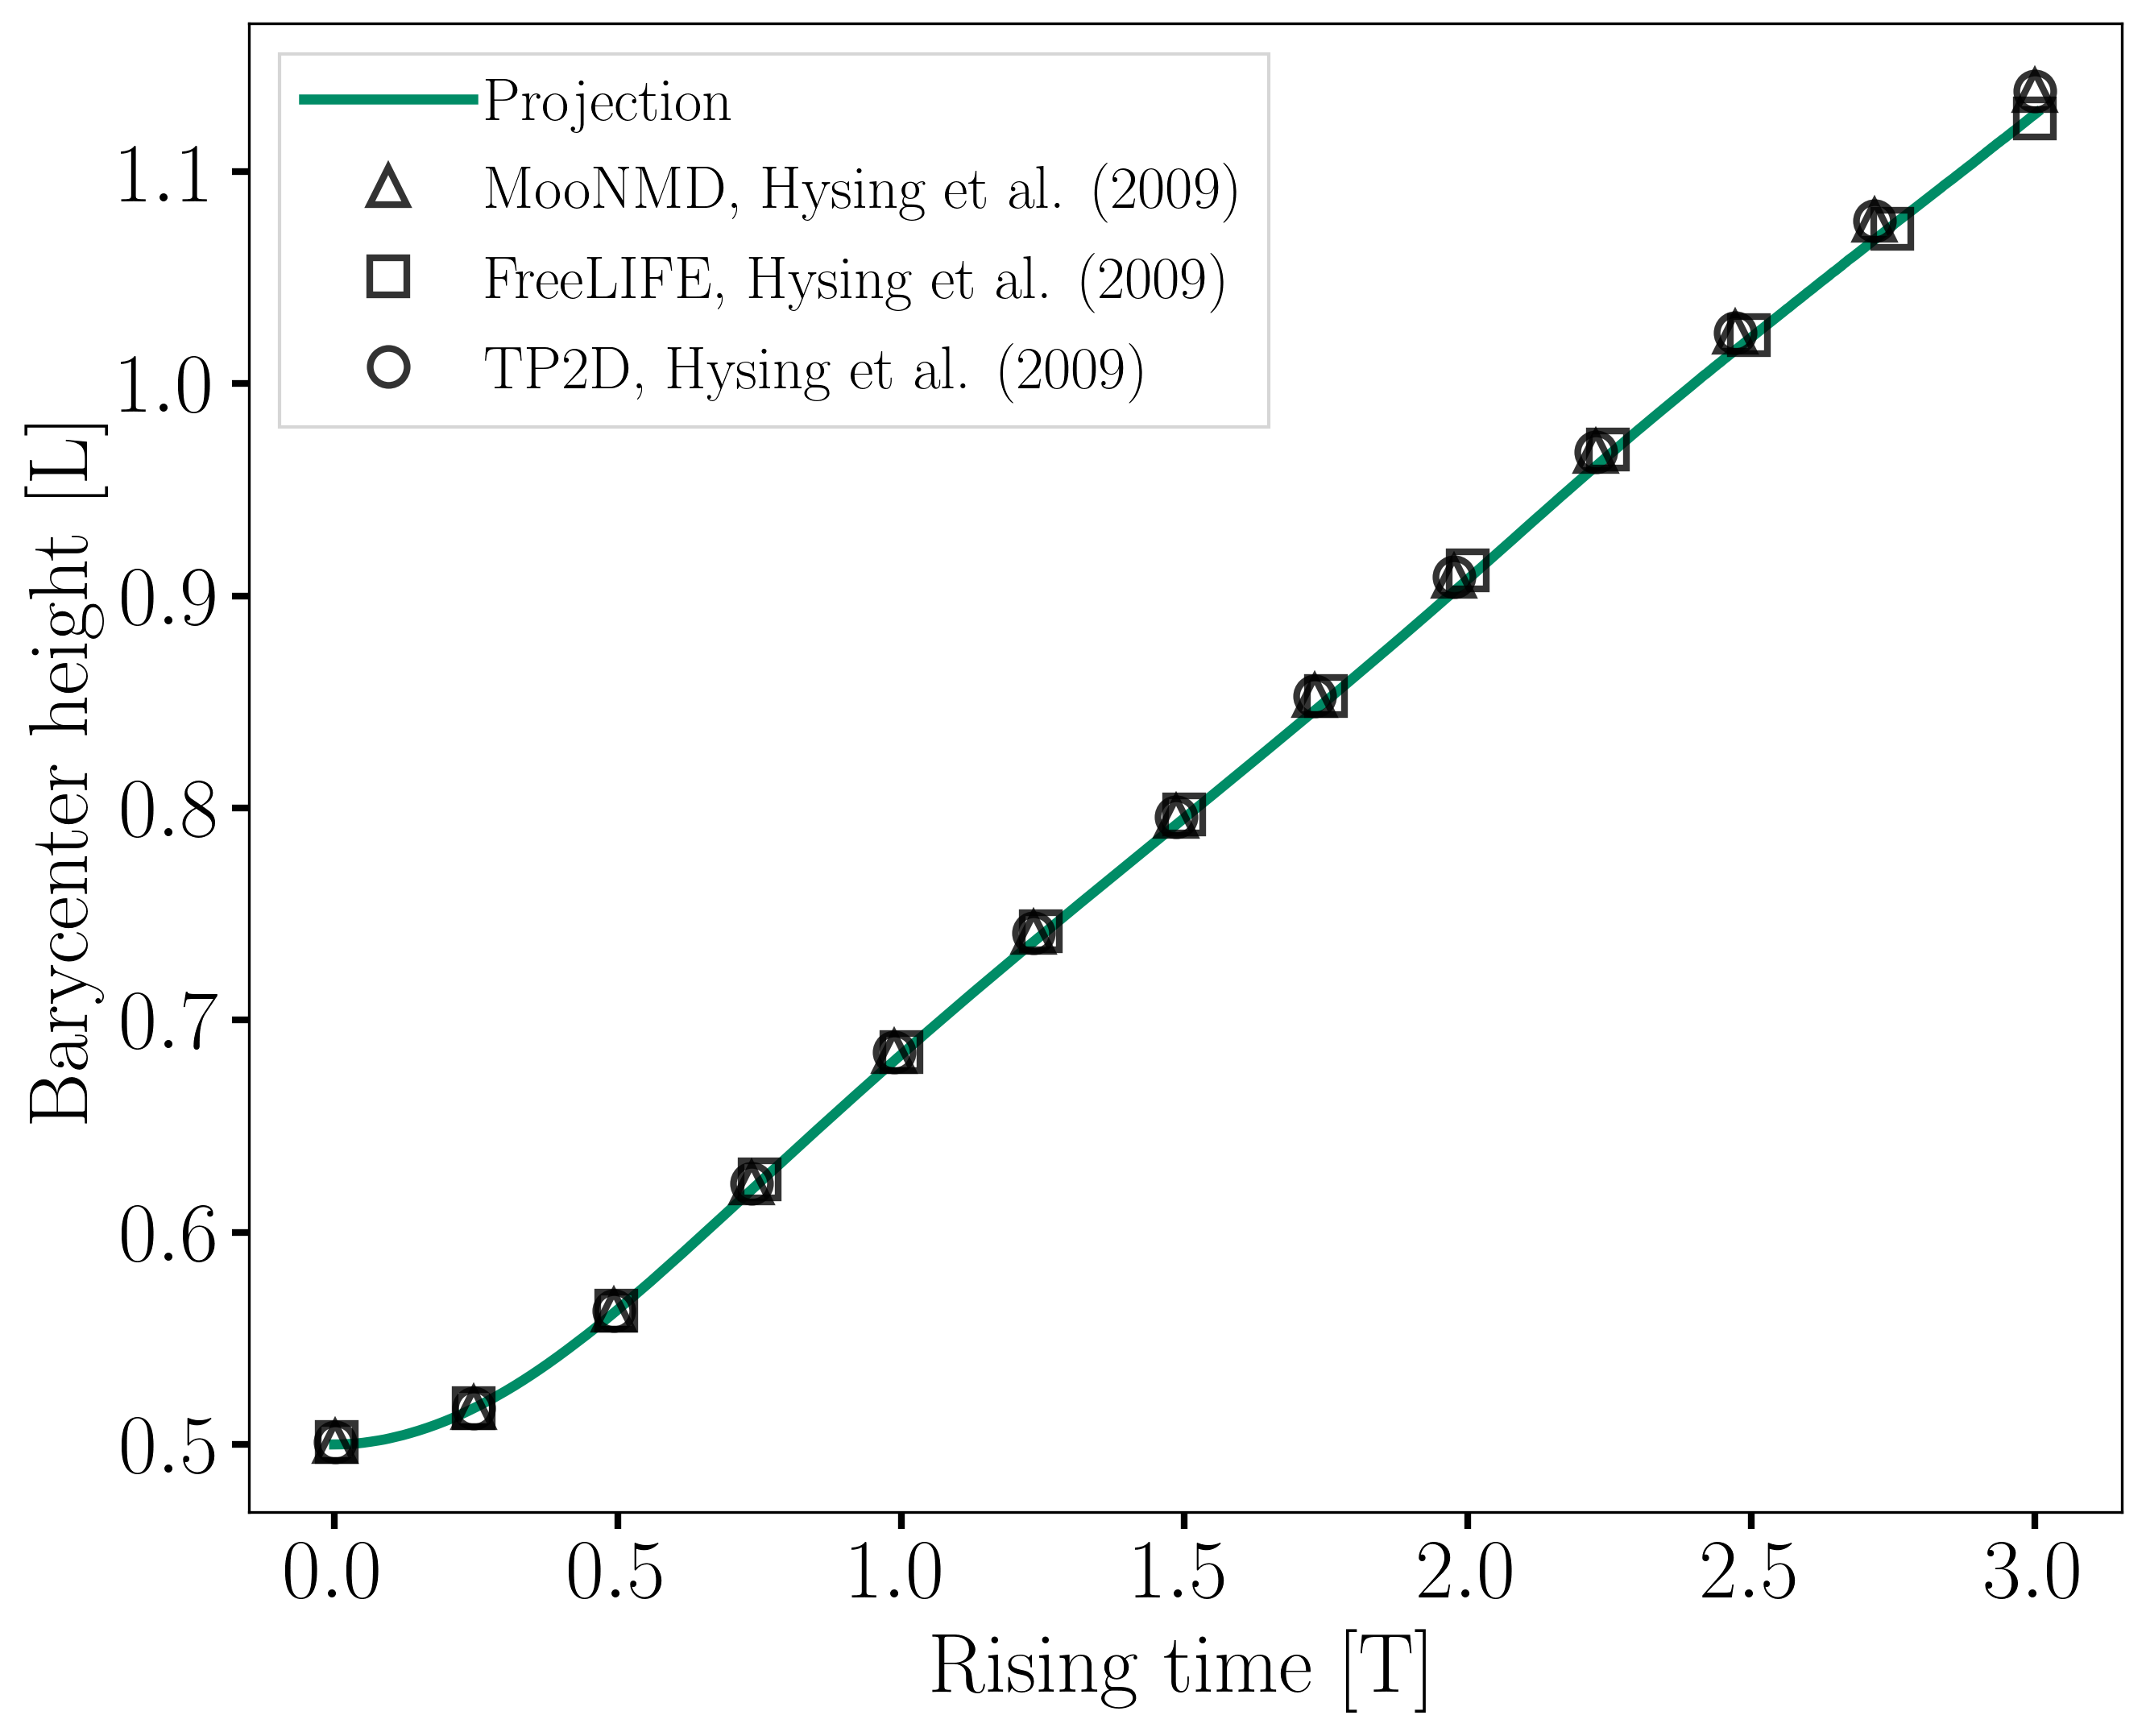 Projection
MooNMD, Hysing et al. (2009)
FreeLIFE, Hysing et al. (2009)
TP2D, Hysing et al. (2009)
1.1
1.0
0.9
0.8
0.7
0.6
0.5
Barycenter height [L]
0.0 0.5 1.0 1.5 2.0 2.5 3.0
Rising time [T]